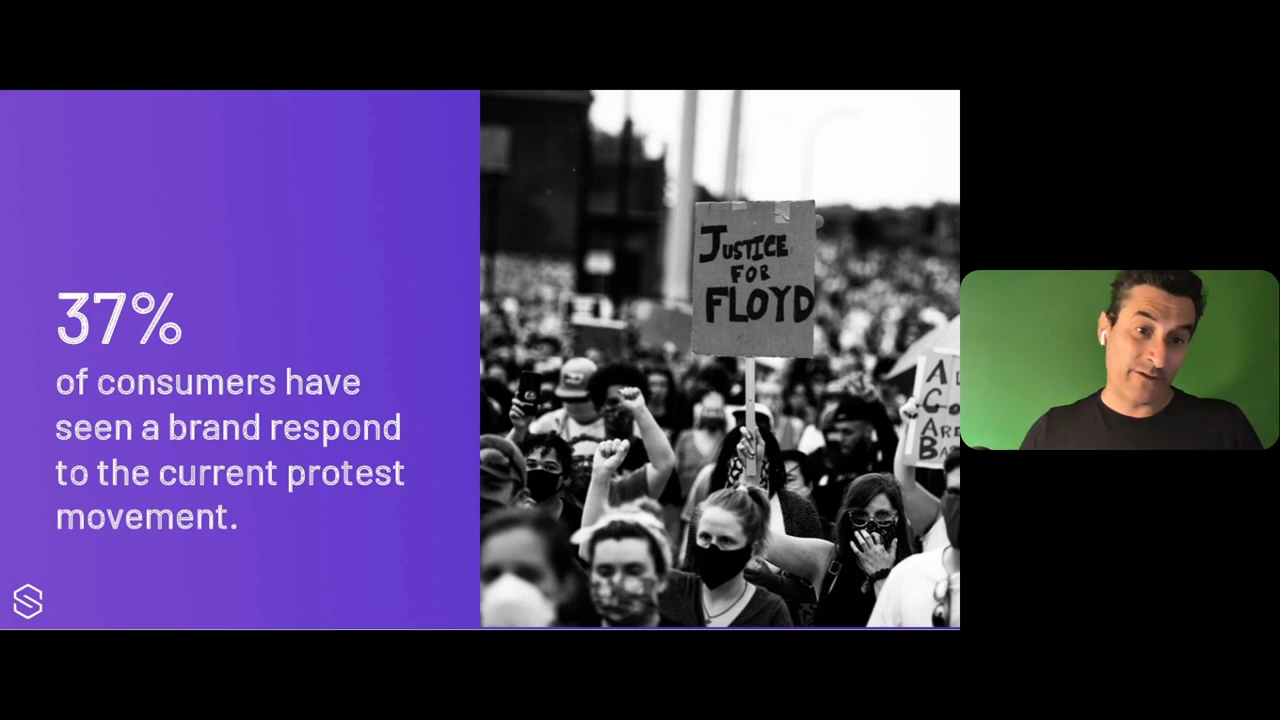 37%
of consumers have
seen a brand respond
to the current protest
movement.
JUSTICE
FOR
FLOYD
A
C
A
B